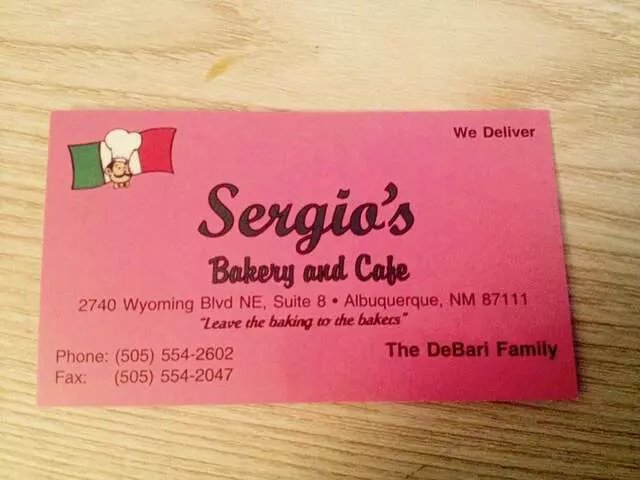 We Deliver
Sergio's
Bakery and Cafe
2740 Wyoming Blvd NE, Suite 8 • Albuquerque, NM 87111
"Leave the baking to the bakers"
Phone: (505) 554-2602
Fax: (505) 554-2047
The DeBari Family